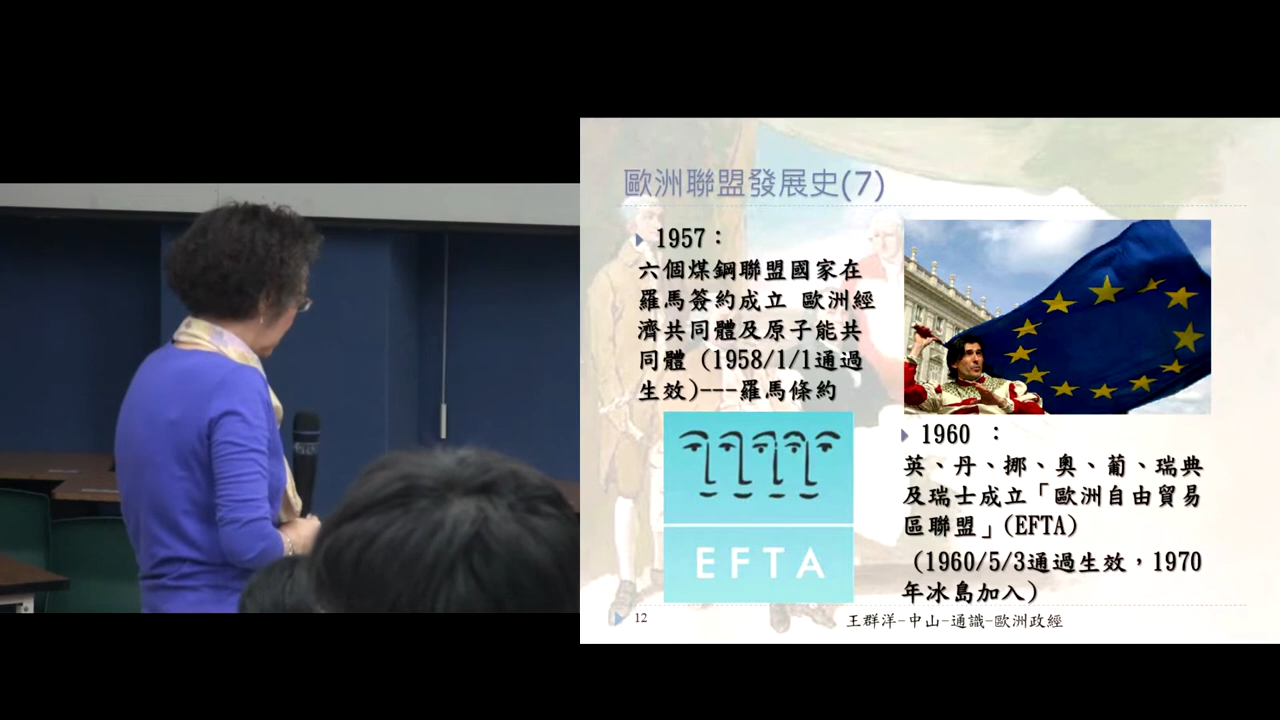 歐洲聯盟發展史(7)
1957：
六個煤鋼聯盟國家在
羅馬簽約成立 歐洲經
濟共同體及原子能共
同體 (1958/1/1通過
生效)---羅馬條約
EFTA
1960 ：
英、丹、挪、奧、葡、瑞典
及瑞士成立「歐洲自由貿易
區聯盟」(EFTA)
(1960/5/3通過生效，1970
年冰島加入)
12
王群洋-中山-通識-歐洲政經